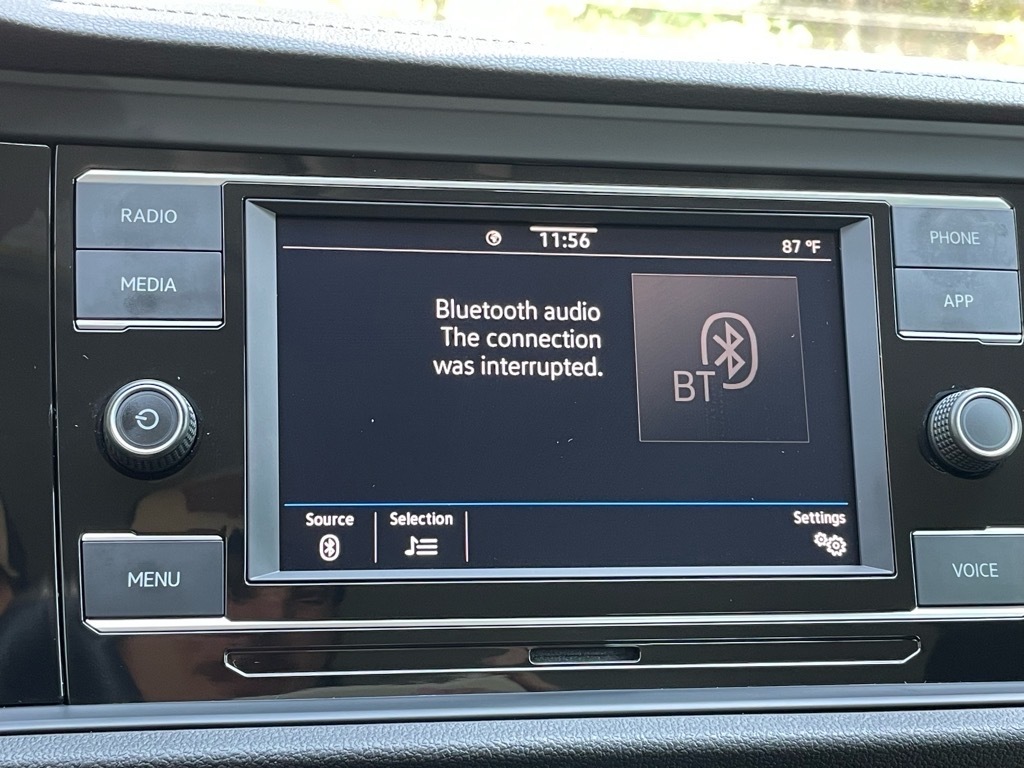 RADIO
MEDIA
11:56
87 °F
PHONE
APP
Bluetooth audio
The connection
was interrupted.
BT
Source
Selection
Settings
MENU
VOICE